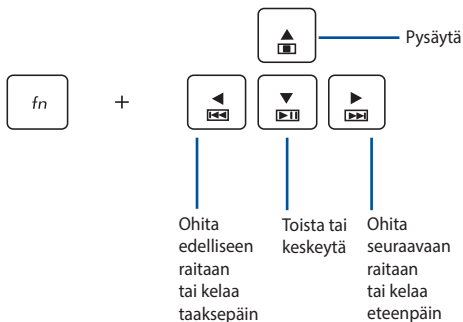 Pysäytä
fn
+
Ohita
edelliseen
raitaan
tai kelaa
taaksepäin
Toista tai
keskeytä
Ohita
seuraavaan
raitaan
tai kelaa
eteenpäin